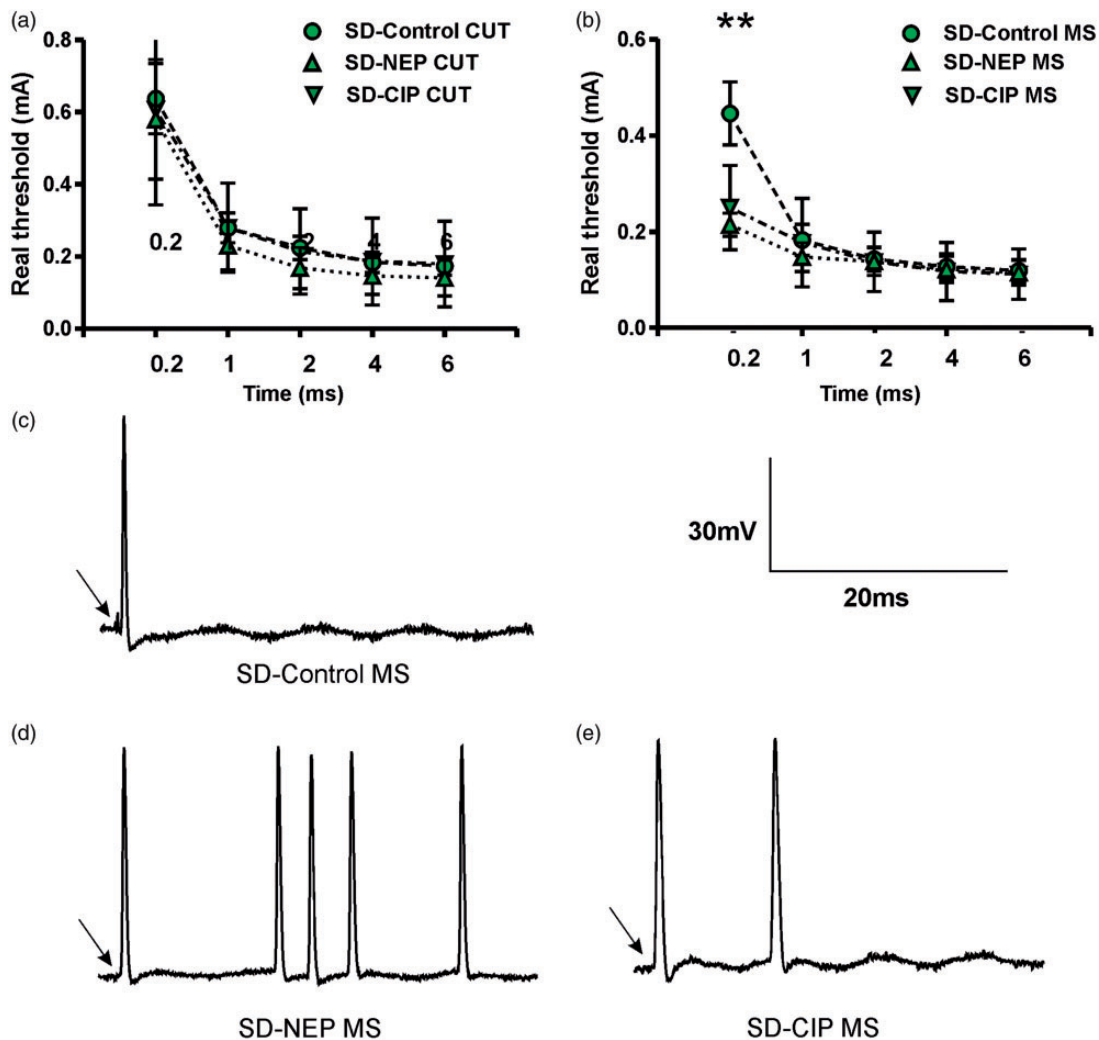 (a)
SD-Control CUT
SD-NEP CUT
SD-CIP CUT
Real threshold (mA)
0.8
0.6
0.4
0.2
0.0
0.2
2
4
6
0.2
1
2
4
6
Time (ms)
(b)
**
SD-Control MS
SD-NEP MS
SD-CIP MS
Real threshold (mA)
0.6
0.4
0.2
0.0
0.2
1
2
4
6
Time (ms)
(c)
SD-Control MS
30mV
20ms
(d)
SD-NEP MS
(e)
SD-CIP MS